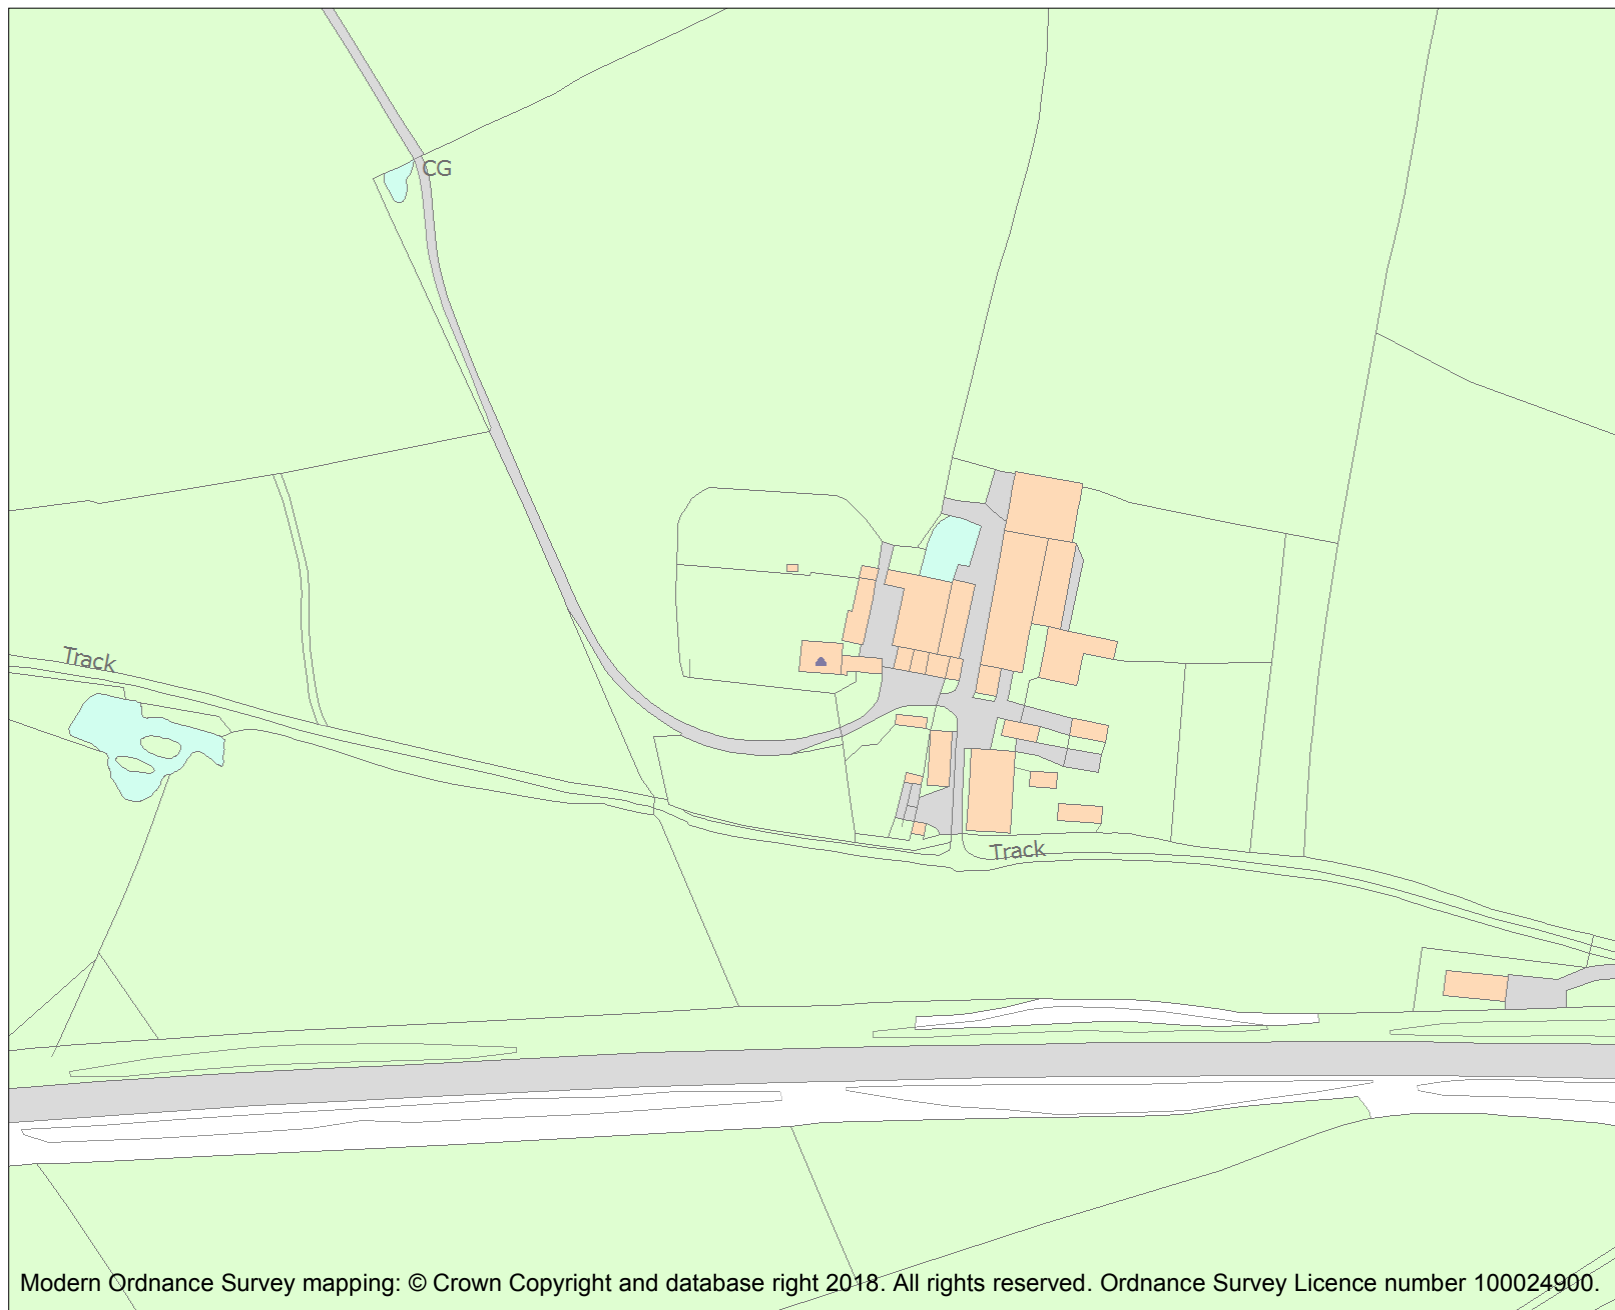 CG
Track
Track
Modern Ordnance Survey mapping: © Crown Copyright and database right 2018. All rights reserved. Ordnance Survey Licence number 100024900.